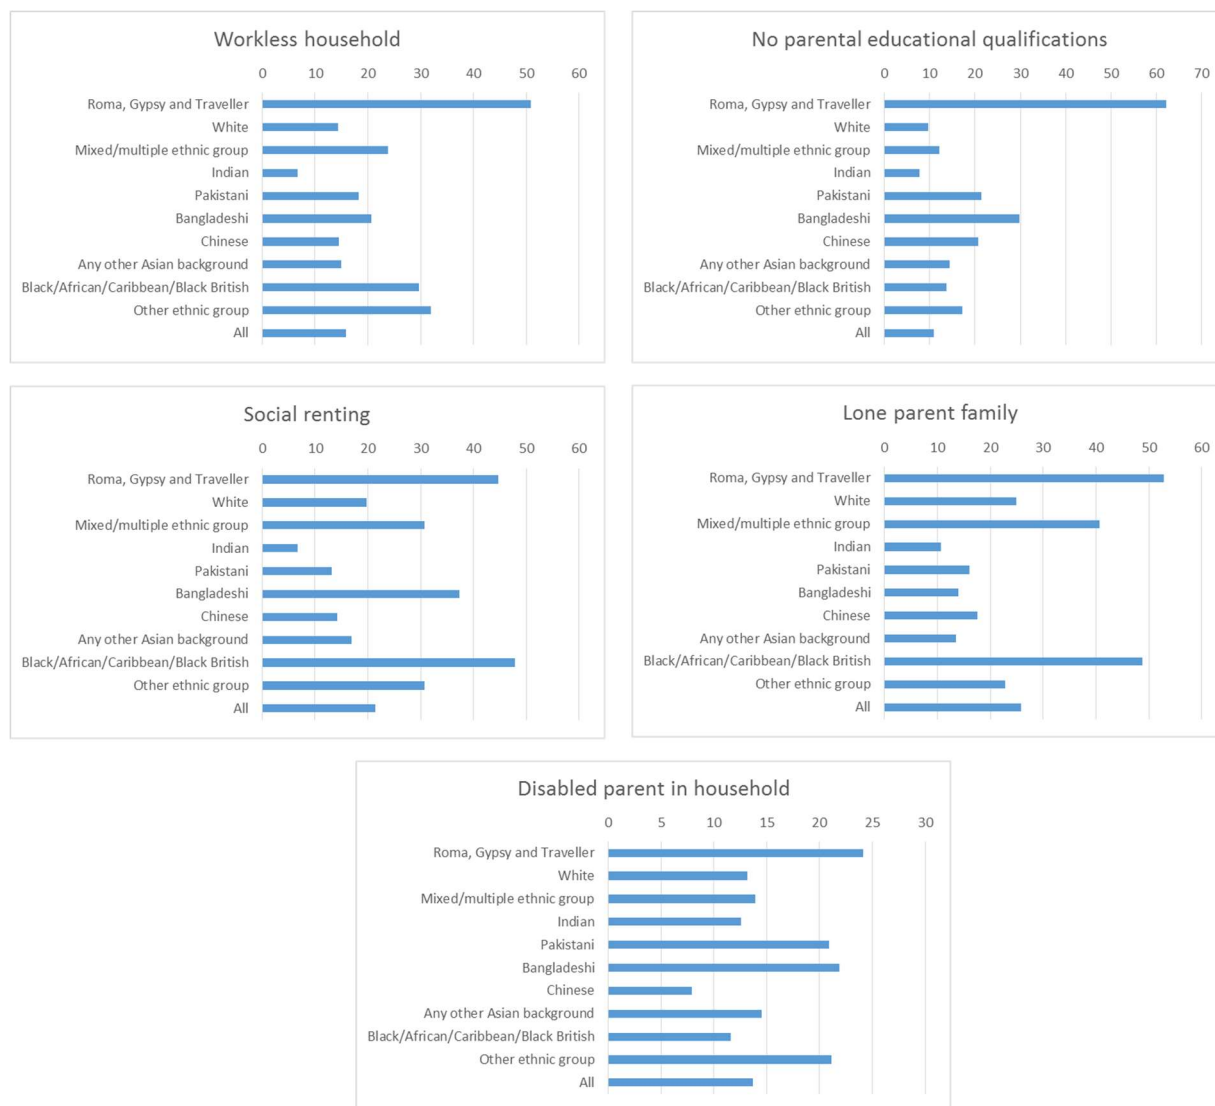 Workless household
0 10 20 30 40 50 60
Roma, Gypsy and Traveller
White
Mixed/multiple ethnic group
Indian
Pakistani
Bangladeshi
Chinese
Any other Asian background
Black/African/Caribbean/Black British
Other ethnic group
All
No parental educational qualifications
0 10 20 30 40 50 60 70
Roma, Gypsy and Traveller
White
Mixed/multiple ethnic group
Indian
Pakistani
Bangladeshi
Chinese
Any other Asian background
Black/African/Caribbean/Black British
Other ethnic group
All
Social renting
0 10 20 30 40 50 60
Roma, Gypsy and Traveller
White
Mixed/multiple ethnic group
Indian
Pakistani
Bangladeshi
Chinese
Any other Asian background
Black/African/Caribbean/Black British
Other ethnic group
All
Lone parent family
0 10 20 30 40 50 60
Roma, Gypsy and Traveller
White
Mixed/multiple ethnic group
Indian
Pakistani
Bangladeshi
Chinese
Any other Asian background
Black/African/Caribbean/Black British
Other ethnic group
All
Disabled parent in household
0 5 10 15 20 25 30
Roma, Gypsy and Traveller
White
Mixed/multiple ethnic group
Indian
Pakistani
Bangladeshi
Chinese
Any other Asian background
Black/African/Caribbean/Black British
Other ethnic group
All